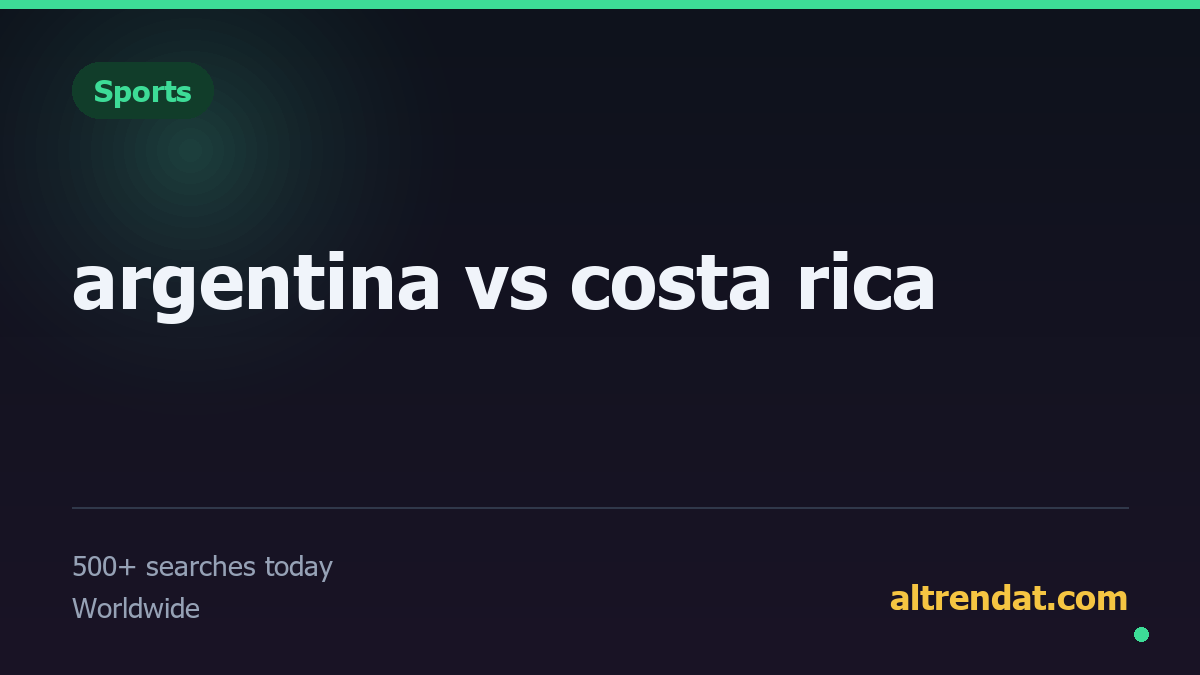 Sports
argentina vs costa rica
500+ searches today
Worldwide
altrendat.com